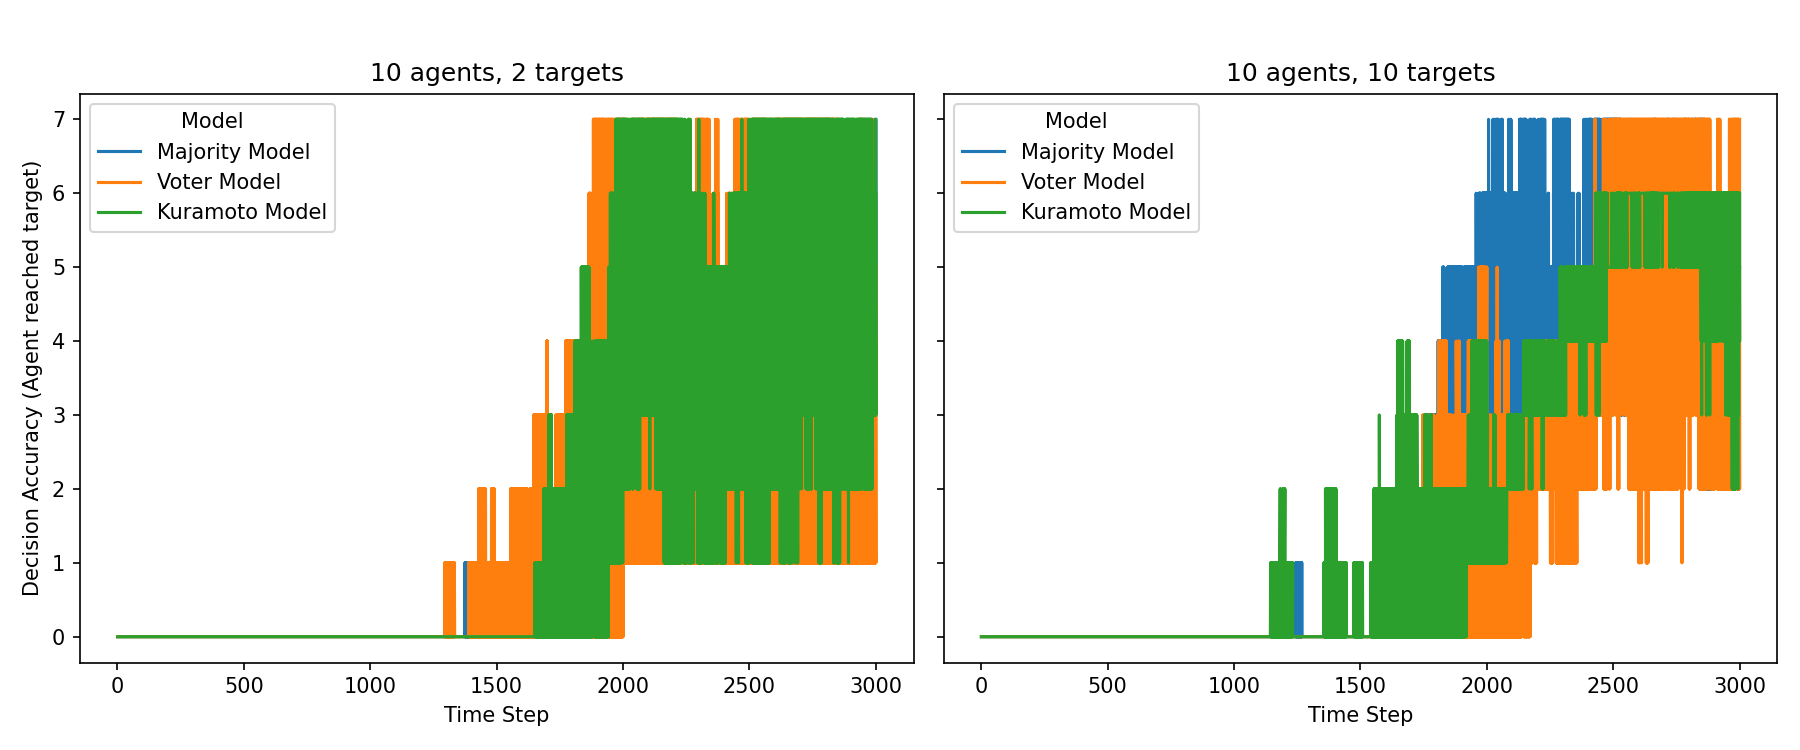 10 agents, 2 targets
Model
Majority Model
Voter Model
Kuramoto Model
Decision Accuracy (Agent reached target)
7
6
5
4
3
2
1
0
0 500 1000 1500 2000 2500 3000
Time Step
10 agents, 10 targets
Model
Majority Model
Voter Model
Kuramoto Model
0 500 1000 1500 2000 2500 3000
Time Step